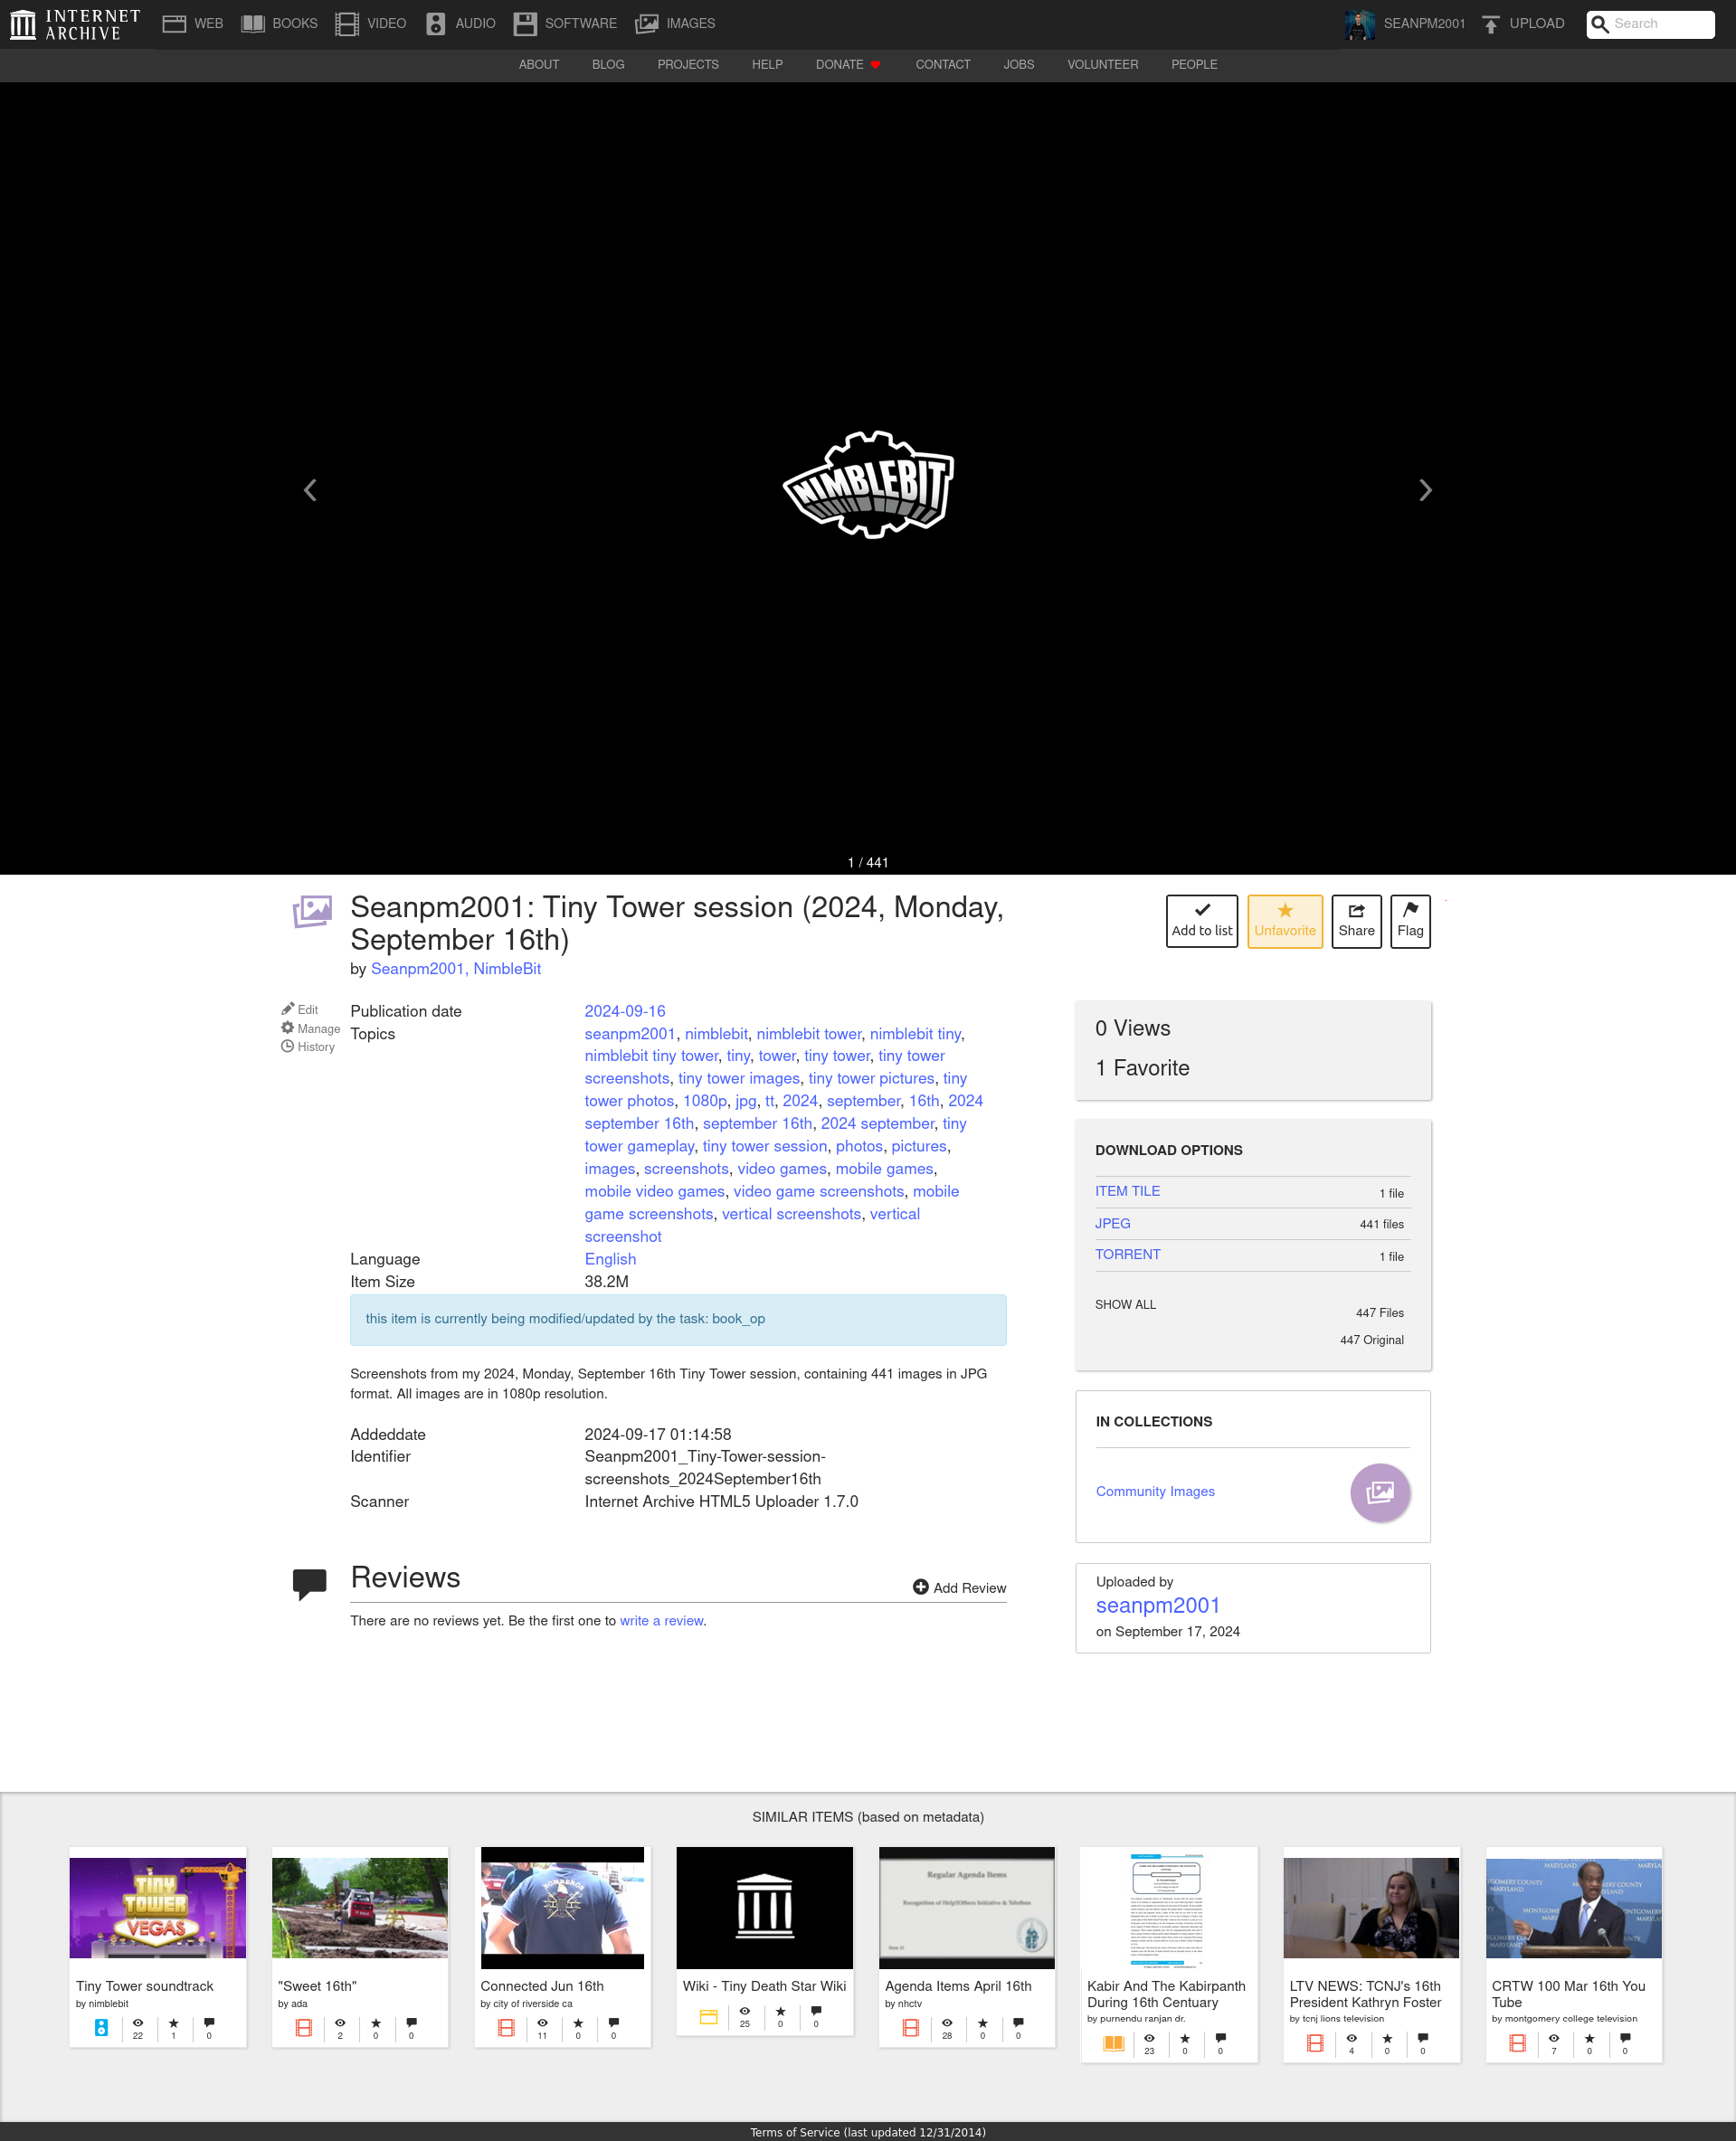 INTERNET ARCHIVE
WEB BOOKS VIDEO AUDIO SOFTWARE IMAGES SEANPM2001 UPLOAD Search
ABOUT BLOG PROJECTS HELP DONATE CONTACT JOBS VOLUNTEER PEOPLE
NIMBLEBIT
1 / 441
Seanpm2001: Tiny Tower session (2024, Monday,
September 16th)
by Seanpm2001, NimbleBit
Add to list Unfavorite Share Flag
Edit
Manage
History
Publication date 2024-09-16
Topics seanpm2001, nimblebit, nimblebit tower, nimblebit tiny,
nimblebit tiny tower, tiny, tower, tiny tower, tiny tower
screenshots, tiny tower images, tiny tower pictures, tiny
tower photos, 1080p, jpg, tt, 2024, september, 16th, 2024
september 16th, september 16th, 2024 september, tiny
tower gameplay, tiny tower session, photos, pictures,
images, screenshots, video games, mobile games,
mobile video games, video game screenshots, mobile
game screenshots, vertical screenshots, vertical
screenshot
Language English
Item Size 38.2M
this item is currently being modified/updated by the task: book_op
Screenshots from my 2024, Monday, September 16th Tiny Tower session, containing 441 images in JPG
format. All images are in 1080p resolution.
Addeddate 2024-09-17 01:14:58
Identifier Seanpm2001_Tiny-Tower-session-
screenshots_2024September16th
Scanner Internet Archive HTML5 Uploader 1.7.0
Reviews
Add Review
There are no reviews yet. Be the first one to write a review.
0 Views
1 Favorite
DOWNLOAD OPTIONS
ITEM TILE 1 file
JPEG 441 files
TORRENT 1 file
SHOW ALL 447 Files
447 Original
IN COLLECTIONS
Community Images
Uploaded by
seanpm2001
on September 17, 2024
SIMILAR ITEMS (based on metadata)
TINY
TOWER
VEGAS
Tiny Tower soundtrack
by nimblebit
22 1 0
"Sweet 16th"
by ada
2 0 0
BOMBEROS
Connected Jun 16th
by city of riverside ca
11 0 0
Wiki - Tiny Death Star Wiki
25 0 0
Regular Agenda Items
Agenda Items April 16th
by nhctv
28 0 0
Kabir And The Kabirpanth
During 16th Centuary
by purnendu ranjan dr.
23 0 0
LTV NEWS: TCNJ's 16th
President Kathryn Foster
by tcnj lions television
4 0 0
MONTGOMERY COUNTY
MARYLAND
CRTW 100 Mar 16th You
Tube
by montgomery college television
7 0 0
Terms of Service (last updated 12/31/2014)